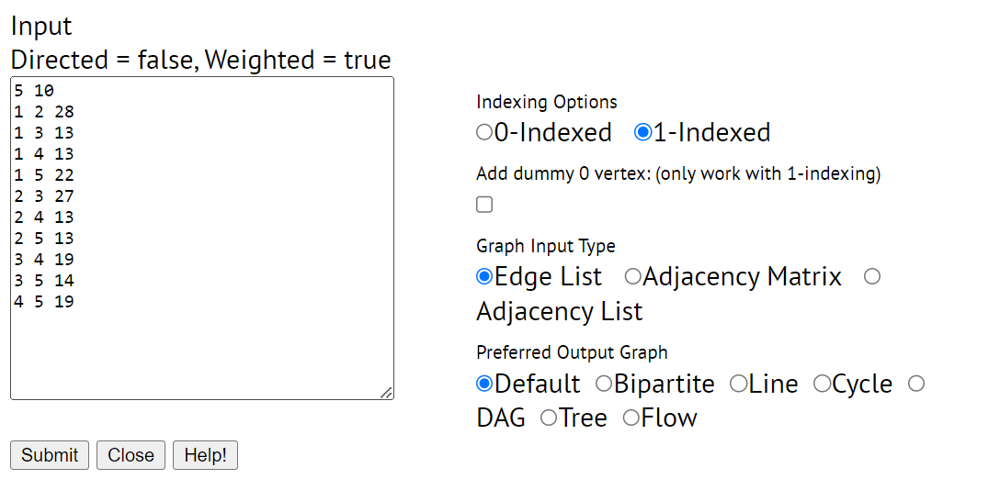 Input
Directed = false, Weighted = true
5 10
1 2 28
1 3 13
1 4 13
1 5 22
2 3 27
2 4 13
2 5 13
3 4 19
3 5 14
4 5 19
Submit Close Help!
Indexing Options
0-Indexed 1-Indexed
Add dummy 0 vertex: (only work with 1-indexing)
Graph Input Type
Edge List Adjacency Matrix
Adjacency List
Preferred Output Graph
Default Bipartite Line Cycle
DAG Tree Flow